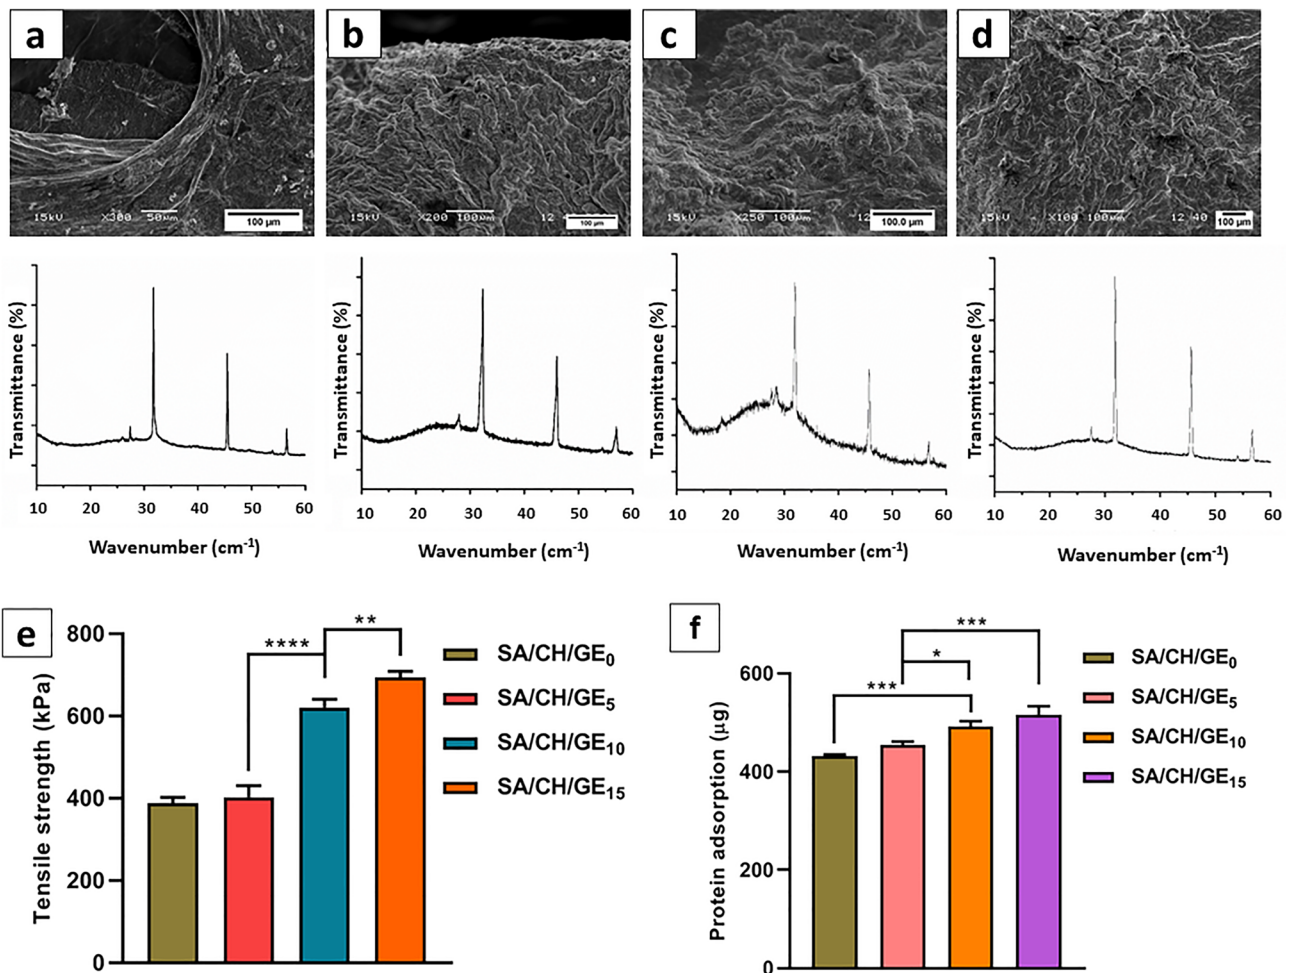 a
b
c
d
15kV X300 50µm
100 µm
15kV X200 100µm 12
100 µm
15kV X250 100µm 12
100.0 µm
15kV X100 100µm 12 40
100 µm
Transmittance (%)
10 20 30 40 50 60
Wavenumber (cm-1)
Transmittance (%)
10 20 30 40 50 60
Wavenumber (cm-1)
Transmittance (%)
10 20 30 40 50 60
Wavenumber (cm-1)
Transmittance (%)
10 20 30 40 50 60
Wavenumber (cm-1)
e
Tensile strength (kPa)
800
600
400
200
0
****
**
SA/CH/GE0
SA/CH/GE5
SA/CH/GE10
SA/CH/GE15
f
Protein adsorption (µg)
600
400
200
0
***
*
***
SA/CH/GE0
SA/CH/GE5
SA/CH/GE10
SA/CH/GE15